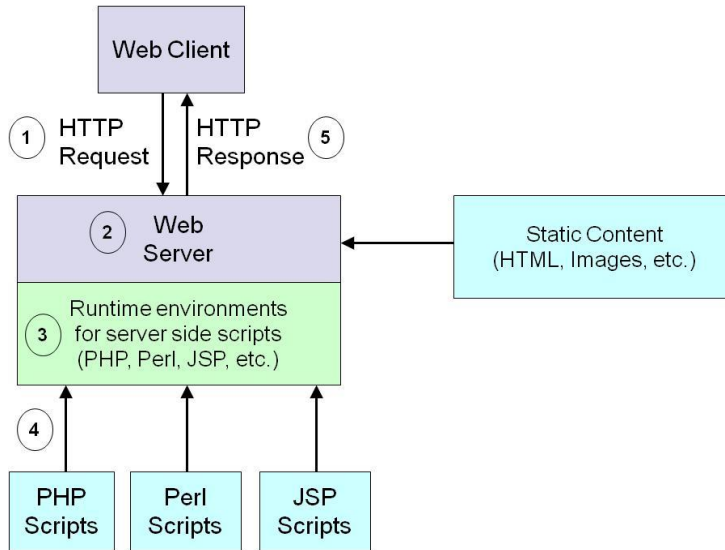 Web Client
1
HTTP
Request
HTTP
Response
5
2
Web
Server
Static Content
(HTML, Images, etc.)
3
Runtime environments
for server side scripts
(PHP, Perl, JSP, etc.)
4
PHP
Scripts
Perl
Scripts
JSP
Scripts